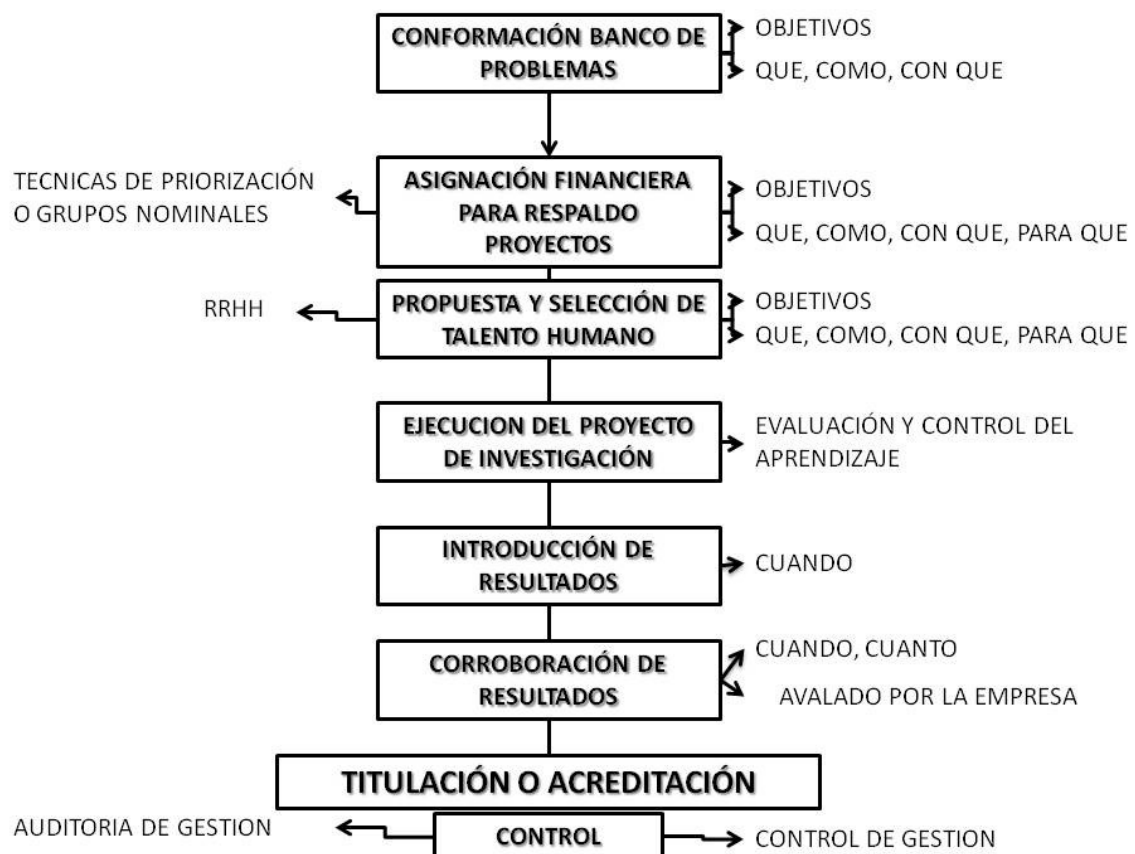 CONFORMACIÓN BANCO DE
PROBLEMAS
OBJETIVOS
QUE, COMO, CON QUE
TECNICAS DE PRIORIZACIÓN
O GRUPOS NOMINALES
ASIGNACIÓN FINANCIERA
PARA RESPALDO
PROYECTOS
OBJETIVOS
QUE, COMO, CON QUE, PARA QUE
RRHH
PROPUESTA Y SELECCIÓN DE
TALENTO HUMANO
OBJETIVOS
QUE, COMO, CON QUE, PARA QUE
EJECUCION DEL PROYECTO
DE INVESTIGACIÓN
EVALUACIÓN Y CONTROL DEL
APRENDIZAJE
INTRODUCCIÓN DE
RESULTADOS
CUANDO
CORROBORACIÓN DE
RESULTADOS
CUANDO, CUANTO
AVALADO POR LA EMPRESA
TITULACIÓN O ACREDITACIÓN
AUDITORIA DE GESTION
CONTROL
CONTROL DE GESTION